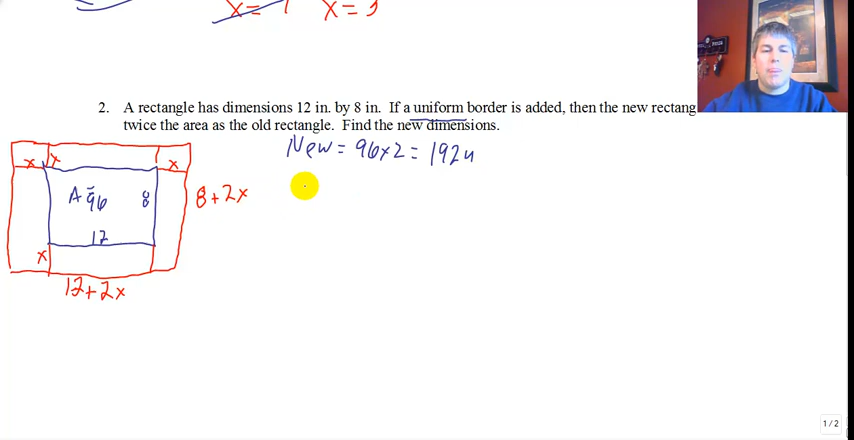 x = 1 x = 3
2. A rectangle has dimensions 12 in. by 8 in. If a uniform border is added, then the new rectang
twice the area as the old rectangle. Find the new dimensions.
New = 96 x 2 = 192
x x x
A = 96 8
8 + 2x
12
x
12 + 2x
1 / 2